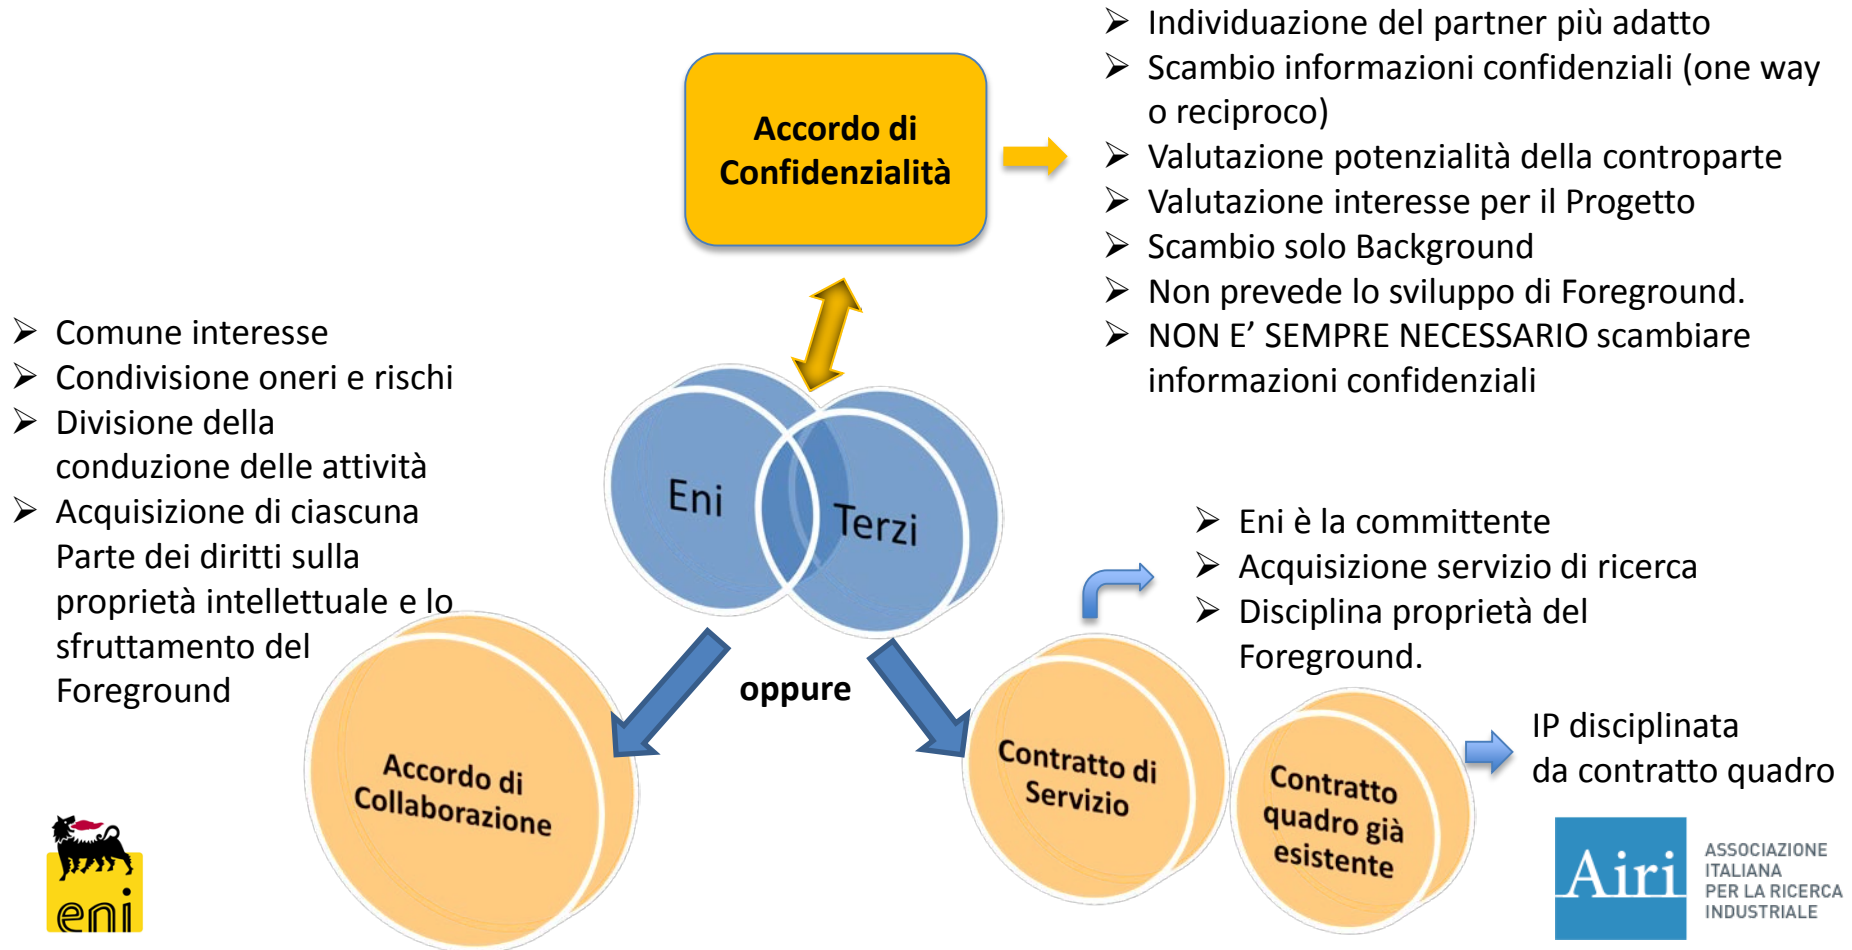 Accordo di
Confidenzialità
➢ Individuazione del partner più adatto
➢ Scambio informazioni confidenziali (one way
o reciproco)
➢ Valutazione potenzialità della controparte
➢ Valutazione interesse per il Progetto
➢ Scambio solo Background
➢ Non prevede lo sviluppo di Foreground.
➢ NON E’ SEMPRE NECESSARIO scambiare
informazioni confidenziali
➢ Comune interesse
➢ Condivisione oneri e rischi
➢ Divisione della
conduzione delle attività
➢ Acquisizione di ciascuna
Parte dei diritti sulla
proprietà intellettuale e lo
sfruttamento del
Foreground
Eni
Terzi
➢ Eni è la committente
➢ Acquisizione servizio di ricerca
➢ Disciplina proprietà del
Foreground.
oppure
Accordo di
Collaborazione
Contratto di
Servizio
Contratto
quadro già
esistente
IP disciplinata
da contratto quadro
eni
Airi
ASSOCIAZIONE
ITALIANA
PER LA RICERCA
INDUSTRIALE